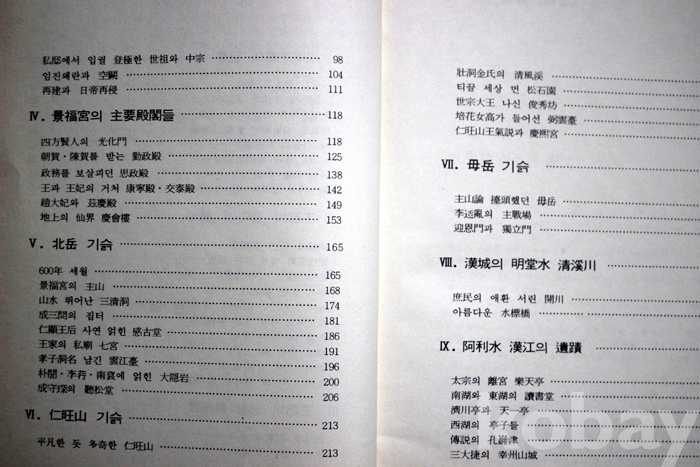 私邸에서 입궐 登極한 世祖와 中宗 98
임진왜란과 空闕 104
再建과 日帝再侵 111
Ⅳ. 景福宮의 主要殿閣들 118
四方賢人의 光化門 118
朝賀·陳賀를 받는 勤政殿 125
政務를 보살피던 思政殿 138
王과 王妃의 거처 康寧殿·交泰殿 142
趙大妃와 玆慶殿 149
地上의 仙界 慶會樓 153
Ⅴ. 北岳 기슭 165
600年 세월 165
景福宮의 主山 168
山水 뛰어난 三淸洞 174
成三問의 집터 181
仁顯王后 사연 얽힌 感古堂 186
王家의 私廟 七宮 191
孝子洞名 남긴 雲江臺 196
朴誾·李荇·南袞에 얽힌 大隱岩 200
成守琛의 聽松堂 206
Ⅵ. 仁旺山 기슭 213
平凡한 듯 多奇한 仁旺山 213
壯洞金氏의 清風溪
티끌 세상 먼 松石園
世宗大王 나신 俊秀坊
培花女高가 들어선 弼雲臺
仁旺山王氣說과 慶熙宮
Ⅶ. 毋岳 기슭
主山論 擡頭했던 毋岳
李适亂의 主戰場
迎恩門과 獨立門
Ⅷ. 漢城의 明堂水 清溪川
庶民의 애환 서린 開川
아름다운 水標橋
Ⅸ. 阿利水 漢江의 遺蹟
太宗의 離宮 樂天亭
南湖와 東湖의 讀書堂
濟川亭과 天一亭
西湖의 亭子들
傳說의 孔巖津
三大捷의 幸州山城
yobay